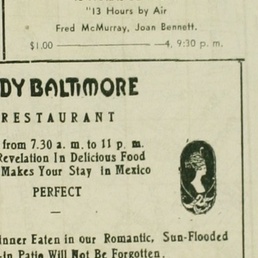 "13 Hours by Air
Fred McMurray, Joan Bennett.
$1.00 —4, 9:30 p. m.
DY BALTIMORE
RESTAURANT
from 7.30 a. m. to 11 p. m.
Revelation In Delicious Food
Makes Your Stay in Mexico
PERFECT
—
inner Eaten in our Romantic, Sun-Flooded
-in Patio Will Not Be Forgotten.